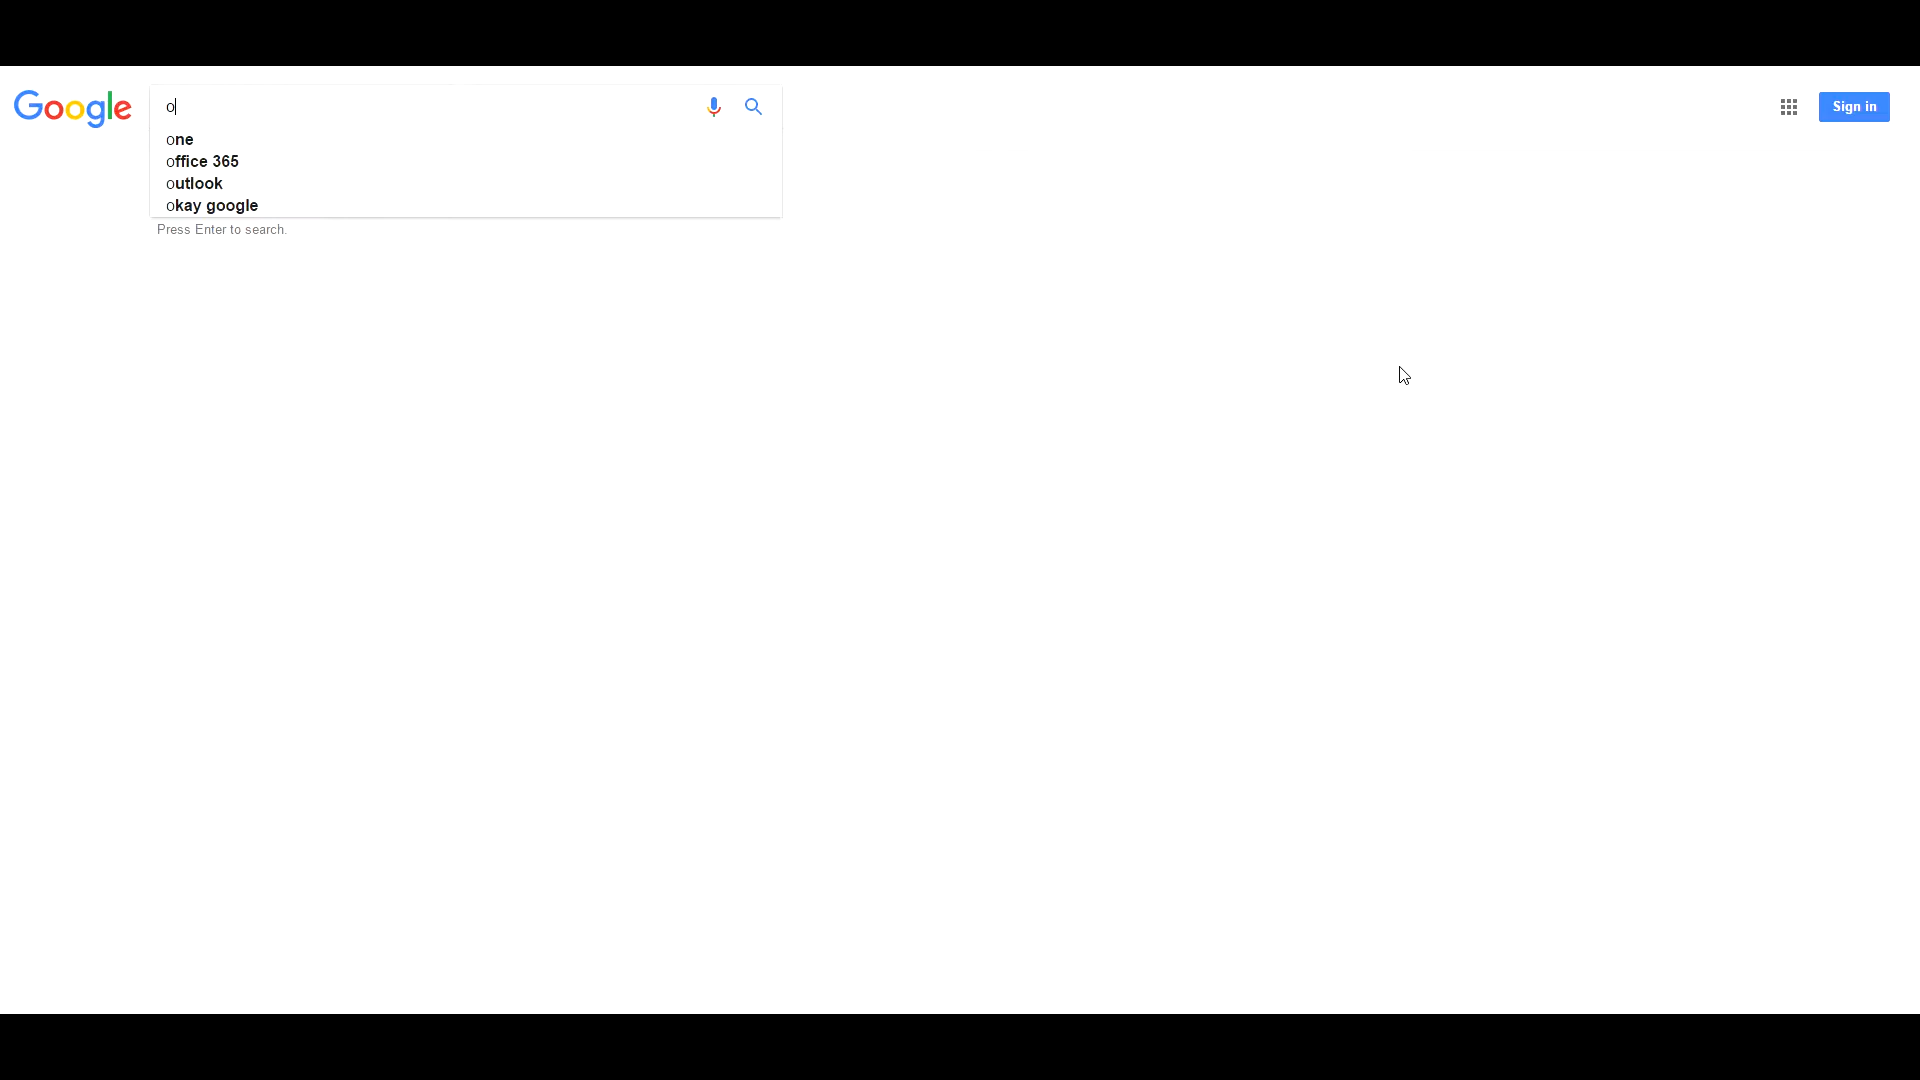 Google
o
Sign in
one
office 365
outlook
okay google
Press Enter to search.